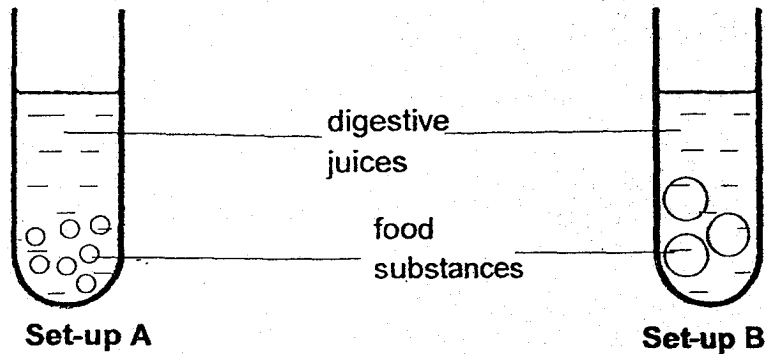 digestive
juices
food
substances
Set-up A
Set-up B